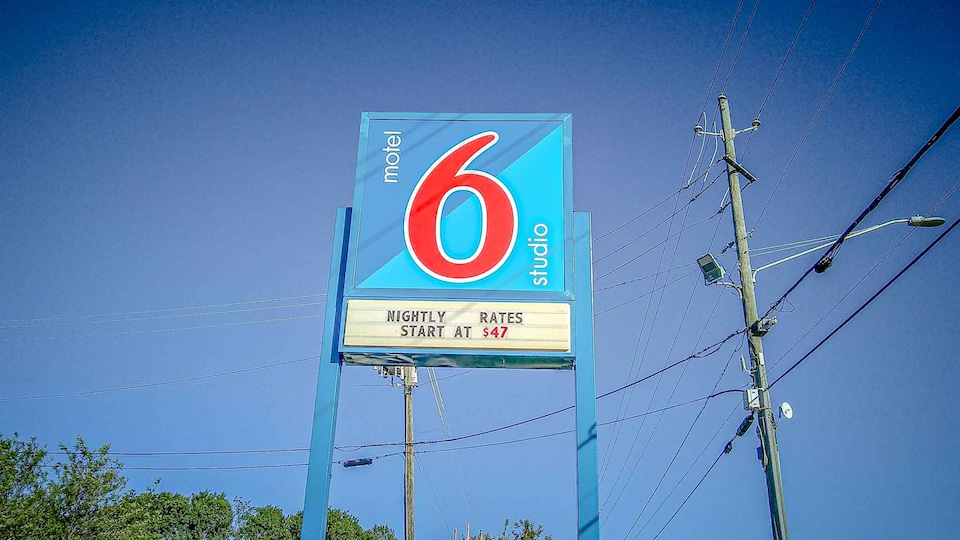 motel
6
studio
NIGHTLY RATES
START AT $47